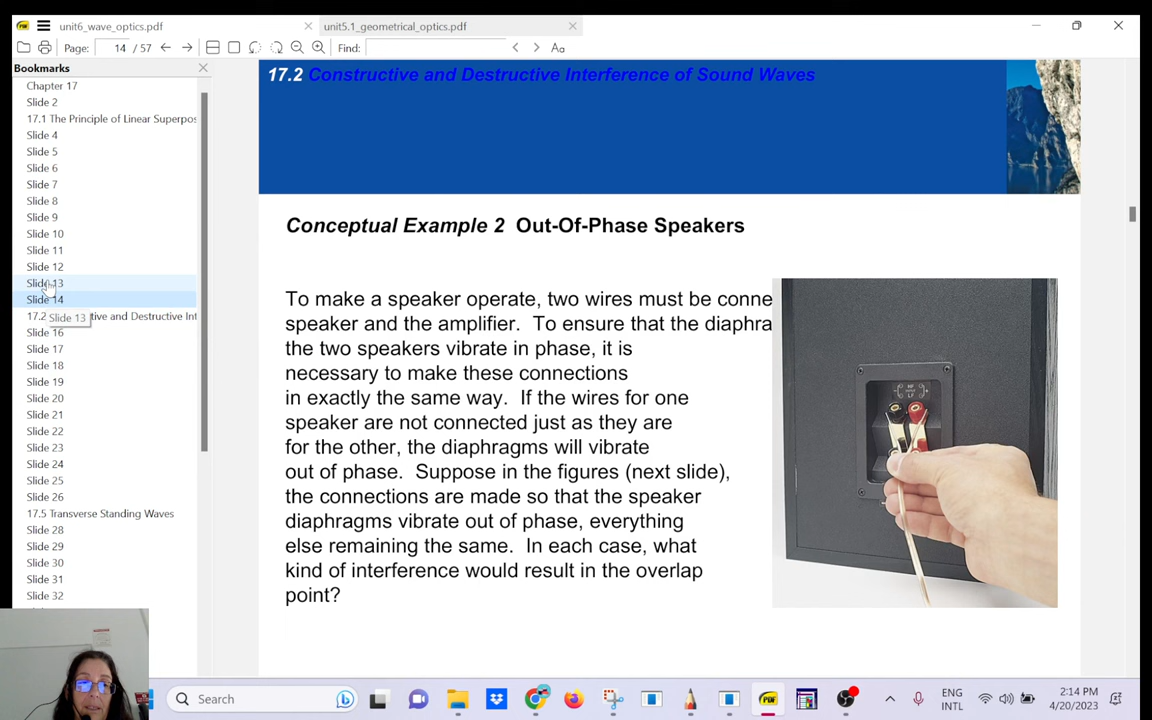 unit6_wave_optics.pdf
unit5.1_geometrical_optics.pdf
Page: 14 / 57
Find:
Aa
Bookmarks
Chapter 17
Slide 2
17.1 The Principle of Linear Superpos
Slide 4
Slide 5
Slide 6
Slide 7
Slide 8
Slide 9
Slide 10
Slide 11
Slide 12
Slide 13
Slide 14
17.2 tive and Destructive Int
Slide 13
Slide 16
Slide 17
Slide 18
Slide 19
Slide 20
Slide 21
Slide 22
Slide 23
Slide 24
Slide 25
Slide 26
17.5 Transverse Standing Waves
Slide 28
Slide 29
Slide 30
Slide 31
Slide 32
17.2 Constructive and Destructive Interference of Sound Waves
Conceptual Example 2 Out-Of-Phase Speakers
To make a speaker operate, two wires must be conne
speaker and the amplifier. To ensure that the diaphra
the two speakers vibrate in phase, it is
necessary to make these connections
in exactly the same way. If the wires for one
speaker are not connected just as they are
for the other, the diaphragms will vibrate
out of phase. Suppose in the figures (next slide),
the connections are made so that the speaker
diaphragms vibrate out of phase, everything
else remaining the same. In each case, what
kind of interference would result in the overlap
point?
Search
ENG
INTL
2:14 PM
4/20/2023